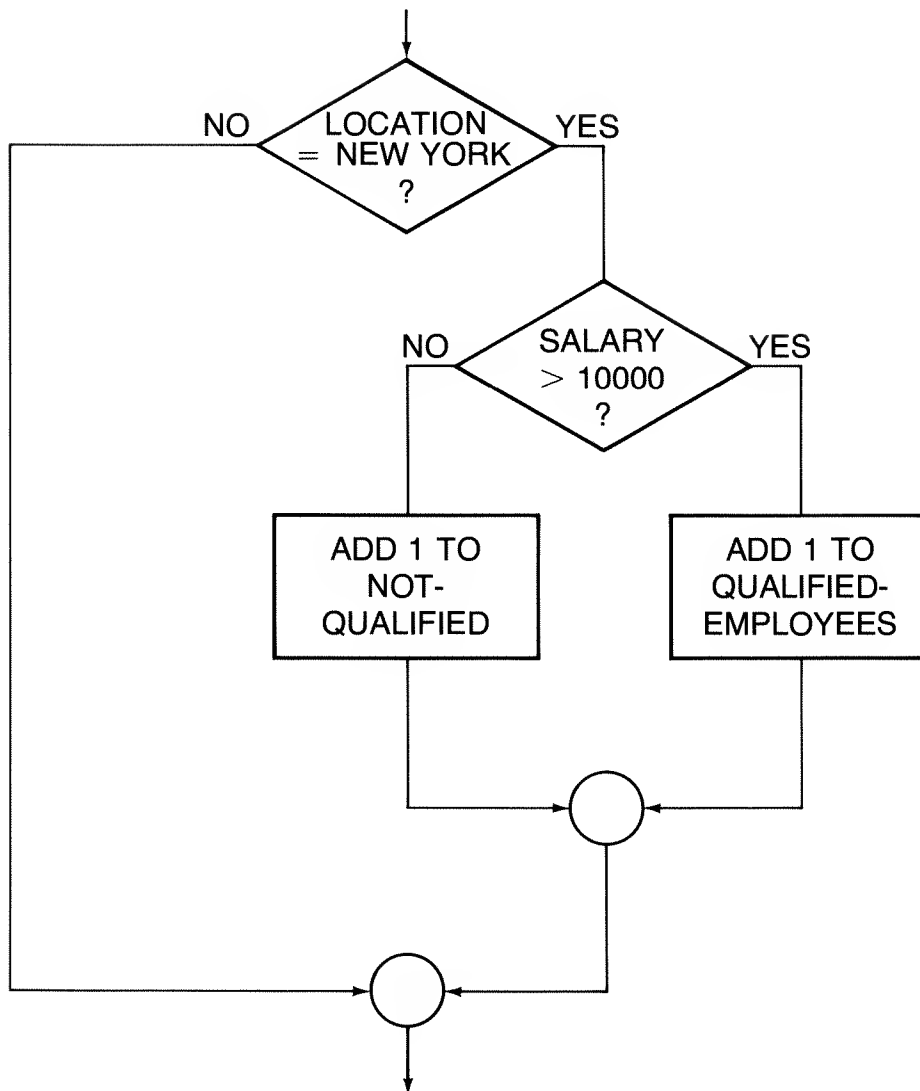 NO
LOCATION
= NEW YORK
?
YES
NO
SALARY
> 10000
?
YES
ADD 1 TO
NOT-
QUALIFIED
ADD 1 TO
QUALIFIED-
EMPLOYEES